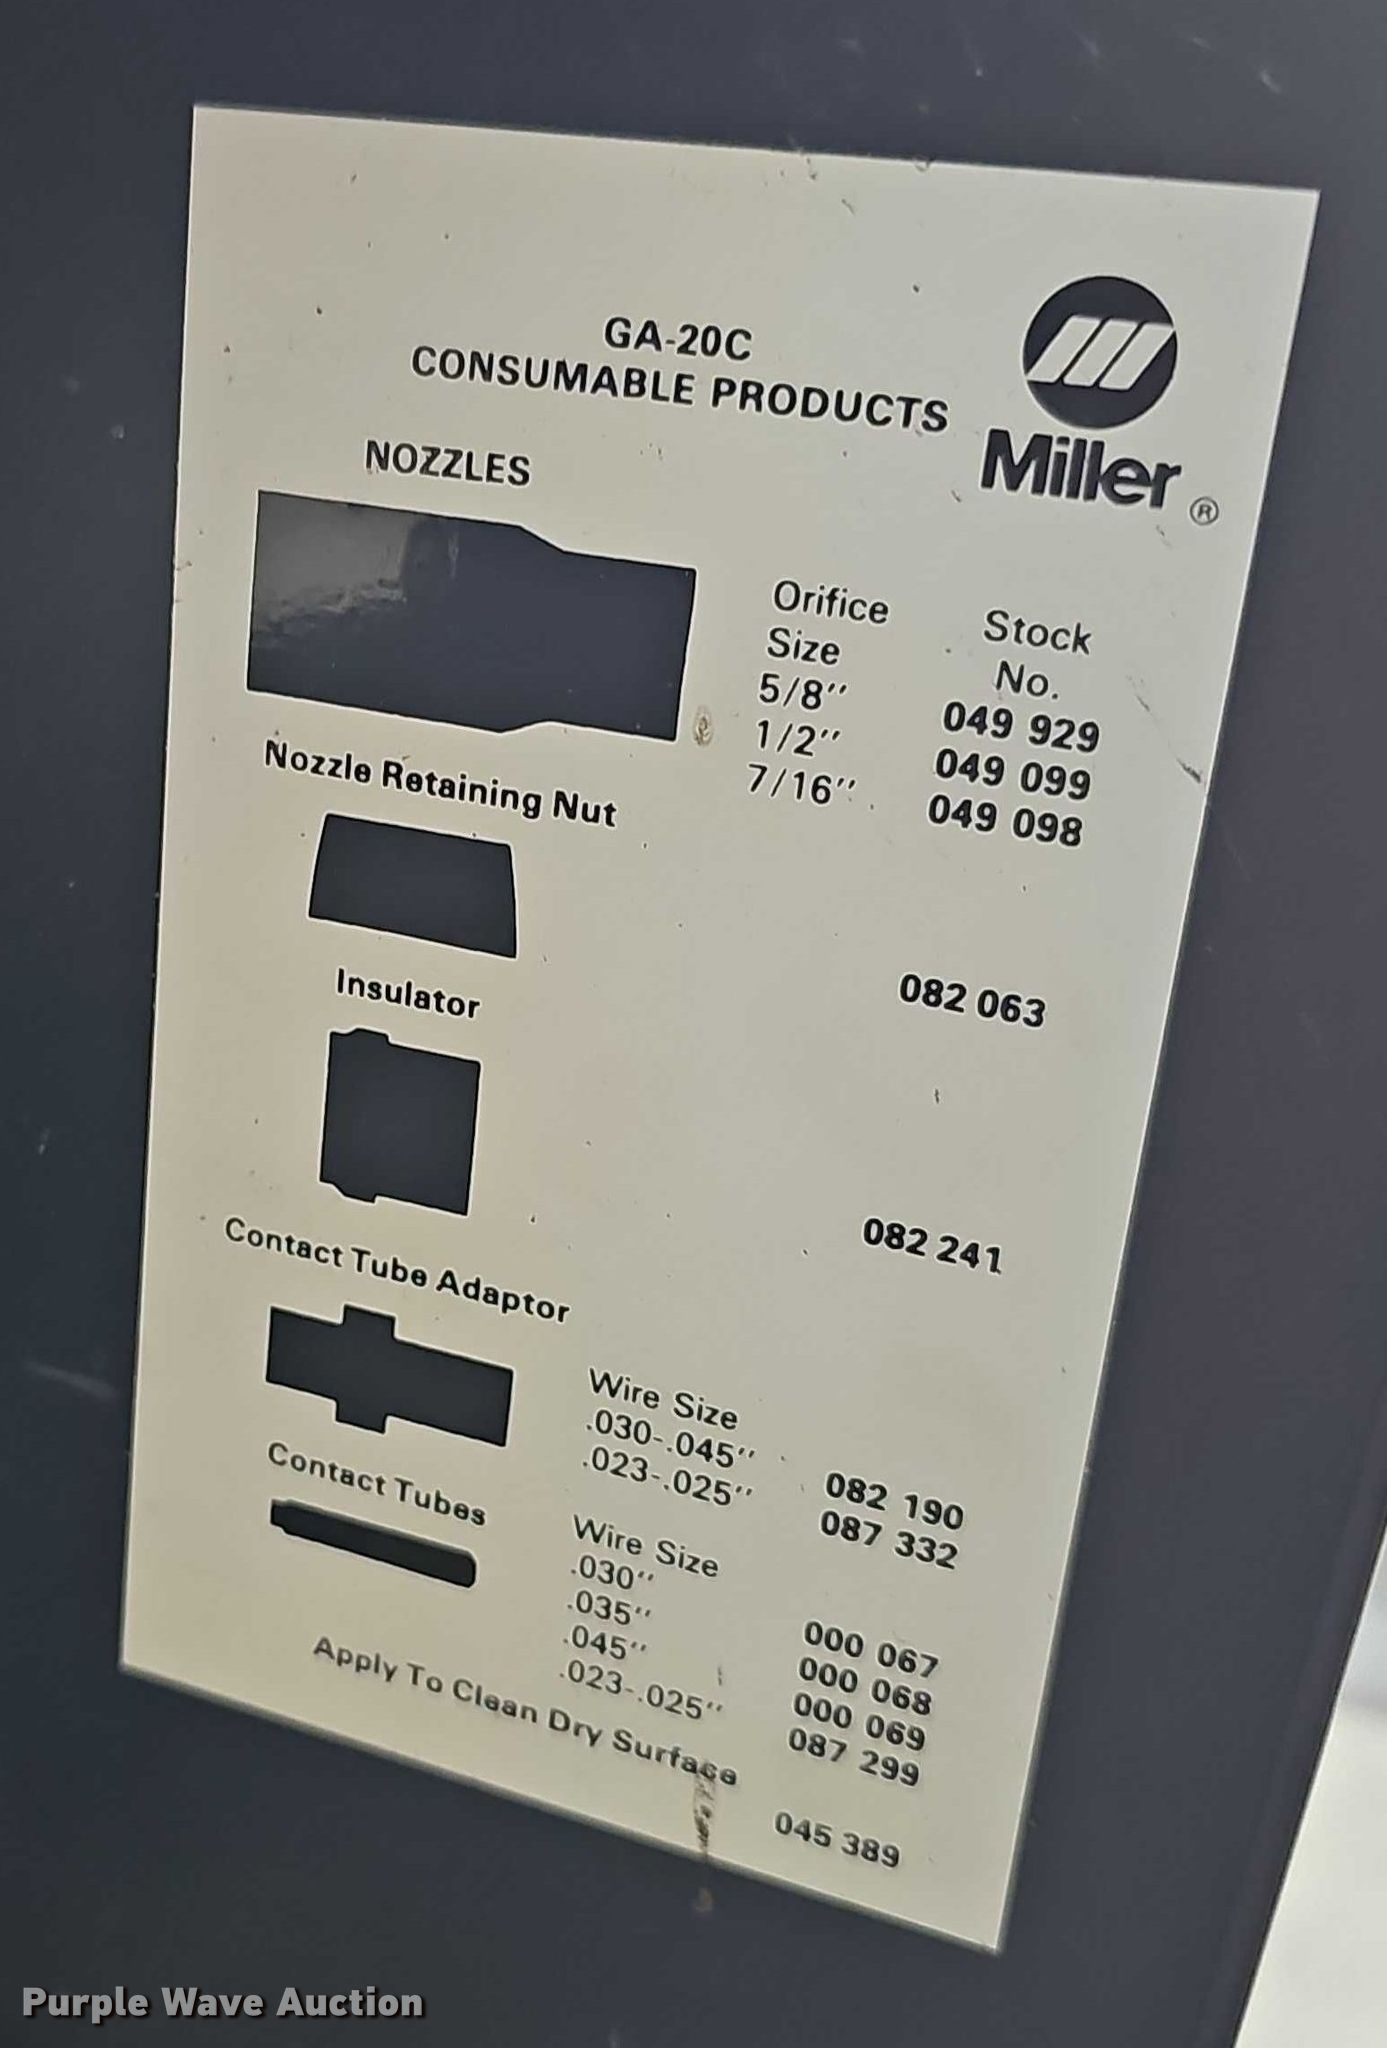 GA-20C
CONSUMABLE PRODUCTS
Miller ®
NOZZLES
Orifice Stock
Size No.
5/8" 049 929
1/2" 049 099
7/16" 049 098
Nozzle Retaining Nut
082 063
Insulator
082 241
Contact Tube Adaptor
Wire Size
.030-.045" 082 190
.023-.025" 087 332
Contact Tubes
Wire Size
.030" 000 067
.035" 000 068
.045" 000 069
.023-.025" 087 299
Apply To Clean Dry Surface
045 389
Purple Wave Auction